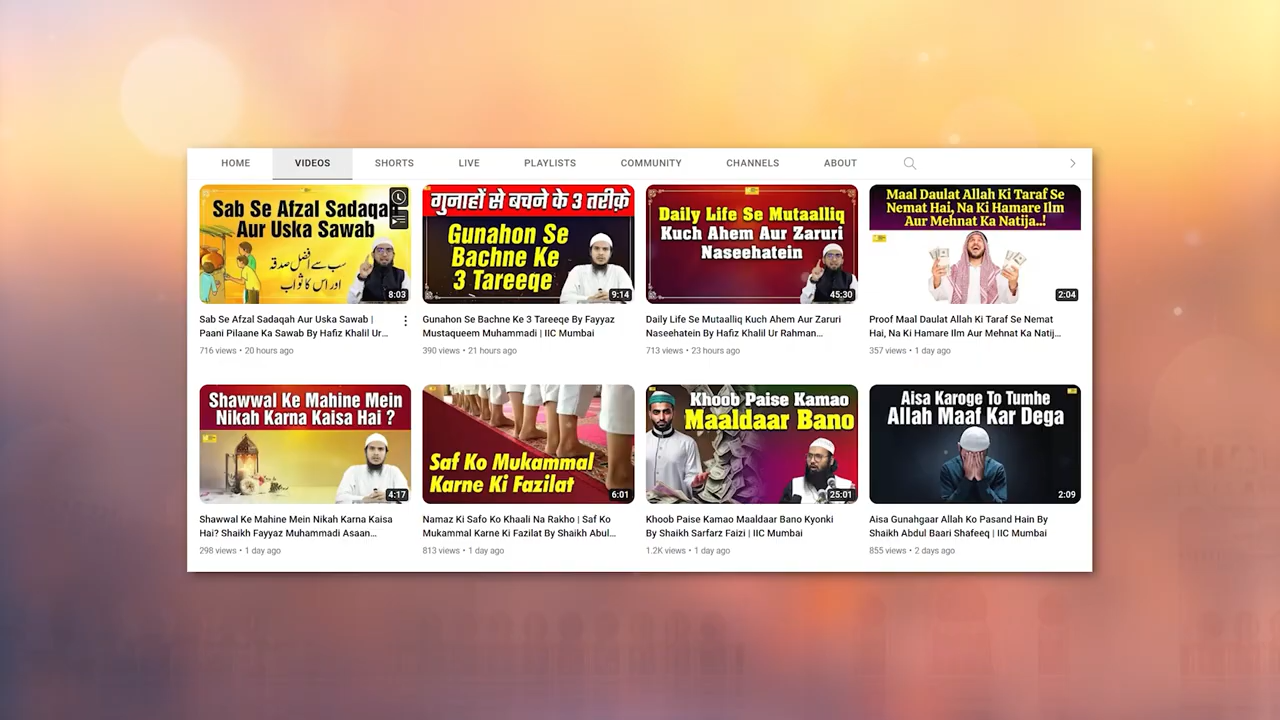 HOME VIDEOS SHORTS LIVE PLAYLISTS COMMUNITY CHANNELS ABOUT
Sab Se Afzal Sadaqa
Aur Uska Sawab
سب سے افضل صدقہ
اور اس کا ثواب
8:03
Sab Se Afzal Sadaqah Aur Uska Sawab |
Paani Pilaane Ka Sawab By Hafiz Khalil Ur...
716 views • 20 hours ago
गुनाहों से बचने के 3 तरीक़े
Gunahon Se
Bachne Ke
3 Tareeqe
9:14
Gunahon Se Bachne Ke 3 Tareeqe By Fayyaz
Mustaqueem Muhammadi | IIC Mumbai
390 views • 21 hours ago
Daily Life Se Mutaalliq
Kuch Ahem Aur Zaruri
Naseehatein
45:30
Daily Life Se Mutaalliq Kuch Ahem Aur Zaruri
Naseehatein By Hafiz Khalil Ur Rahman...
713 views • 23 hours ago
Maal Daulat Allah Ki Taraf Se
Nemat Hai, Na Ki Hamare Ilm
Aur Mehnat Ka Natija..!
2:04
Proof Maal Daulat Allah Ki Taraf Se Nemat
Hai, Na Ki Hamare Ilm Aur Mehnat Ka Natij...
357 views • 1 day ago
Shawwal Ke Mahine Mein
Nikah Karna Kaisa Hai ?
4:17
Shawwal Ke Mahine Mein Nikah Karna Kaisa
Hai? Shaikh Fayyaz Muhammadi Asaan...
298 views • 1 day ago
Saf Ko Mukammal
Karne Ki Fazilat
6:01
Namaz Ki Safo Ko Khaali Na Rakho | Saf Ko
Mukammal Karne Ki Fazilat By Shaikh Abul...
813 views • 1 day ago
Khoob Paise Kamao
Maaldaar Bano
25:01
Khoob Paise Kamao Maaldaar Bano Kyonki
By Shaikh Sarfarz Faizi | IIC Mumbai
1.2K views • 1 day ago
Aisa Karoge To Tumhe
Allah Maaf Kar Dega
2:09
Aisa Gunahgaar Allah Ko Pasand Hain By
Shaikh Abdul Baari Shafeeq | IIC Mumbai
855 views • 2 days ago